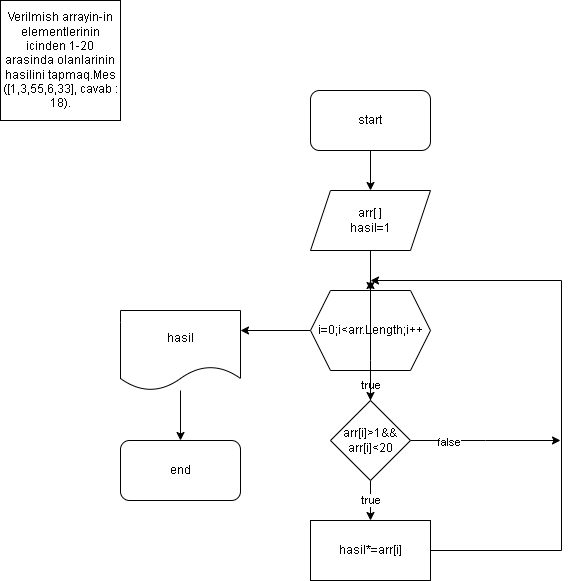 Verilmish arrayin-in
elementlerinin
icinden 1-20
arasinda olanlarinin
hasilini tapmaq.Mes
([1,3,55,6,33], cavab :
18).
start
arr[ ]
hasil=1
i=0;i<arr.Length;i++
hasil
true
arr[i]>1&&
arr[i]<20
false
end
true
hasil*=arr[i]